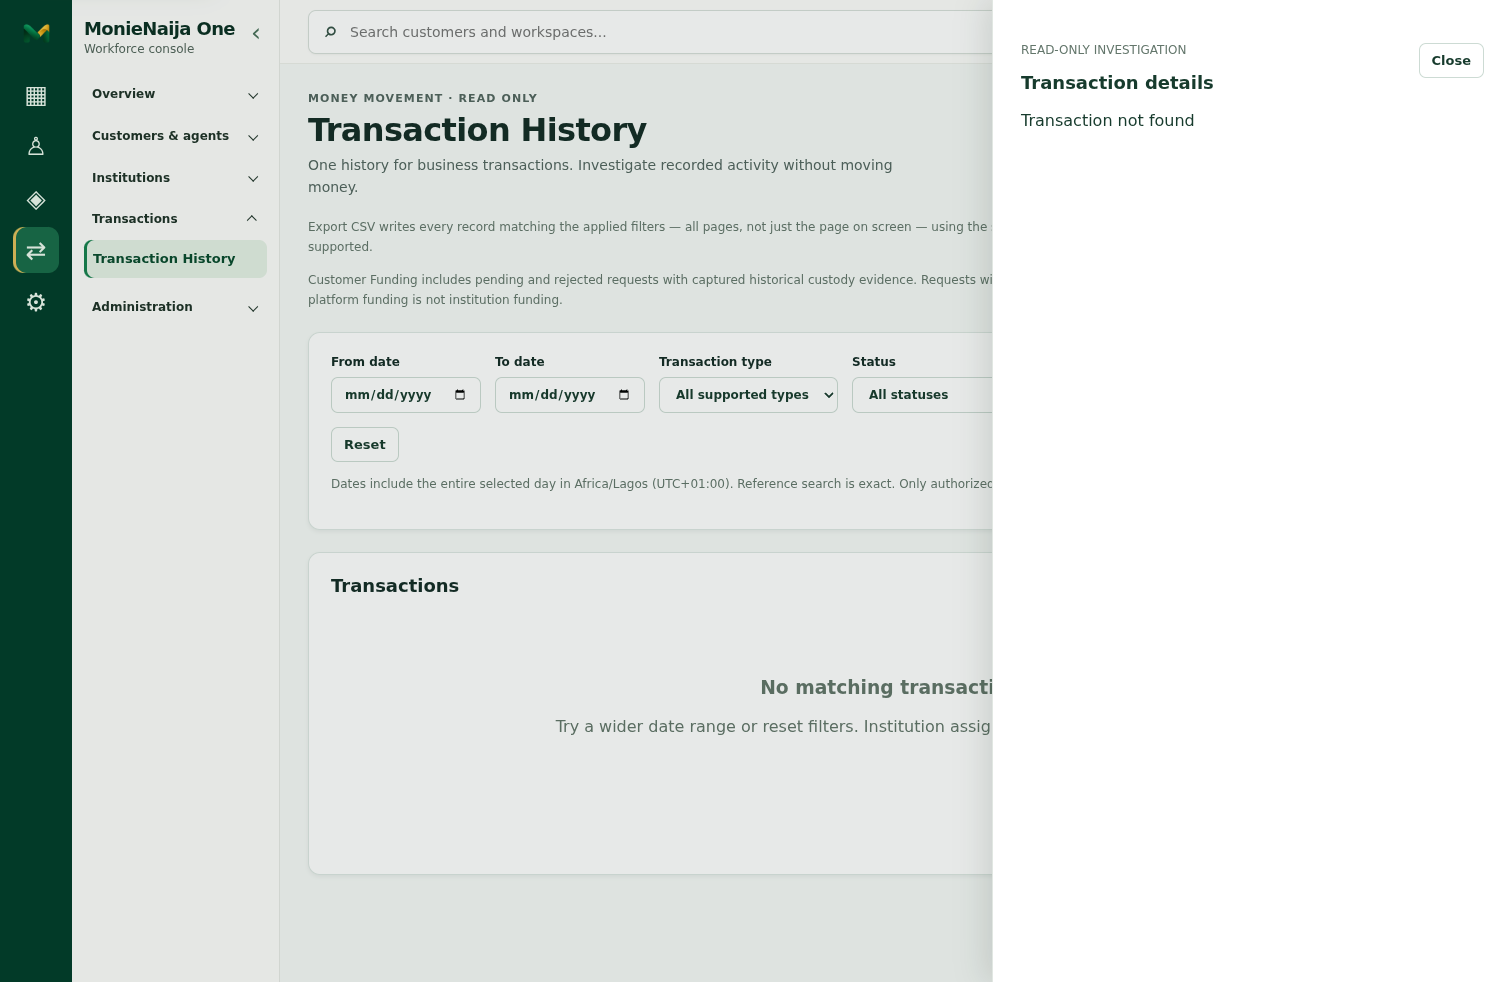 MonieNaija One
Workforce console
Overview
Customers & agents
Institutions
Transactions
Transaction History
Administration
Search customers and workspaces...
MONEY MOVEMENT · READ ONLY
Transaction History
One history for business transactions. Investigate recorded activity without moving
money.
Export CSV writes every record matching the applied filters — all pages, not just the page on screen — using the
supported.
Customer Funding includes pending and rejected requests with captured historical custody evidence. Requests wi
platform funding is not institution funding.
From date
To date
Transaction type
Status
mm/dd/yyyy
mm/dd/yyyy
All supported types
All statuses
Reset
Dates include the entire selected day in Africa/Lagos (UTC+01:00). Reference search is exact. Only authorized
Transactions
No matching transacti
Try a wider date range or reset filters. Institution assig
READ-ONLY INVESTIGATION
Close
Transaction details
Transaction not found